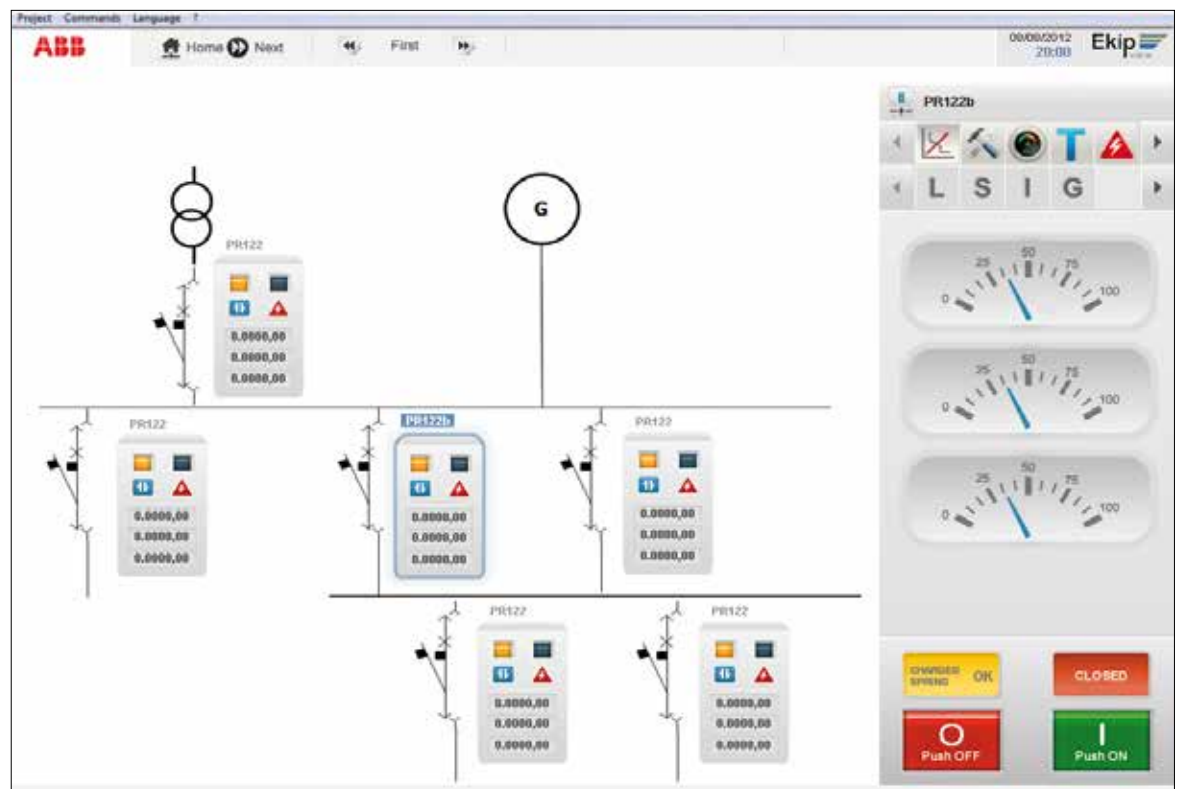 Project Commands Language ?
ABB Home Next First 20:00 Ekip
PR122b
T
L S I G
G
PR122
0.0000,00
0.0000,00
0.0000,00
0 25 50 75 100
0 25 50 75 100
0 25 50 75 100
PR122
0.0000,00
0.0000,00
0.0000,00
PR122b
0.0000,00
0.0000,00
0.0000,00
PR122
0.0000,00
0.0000,00
0.0000,00
PR122
0.0000,00
0.0000,00
0.0000,00
PR122
0.0000,00
0.0000,00
0.0000,00
CHARGED
SPRING OK
CLOSED
O
Push OFF
I
Push ON